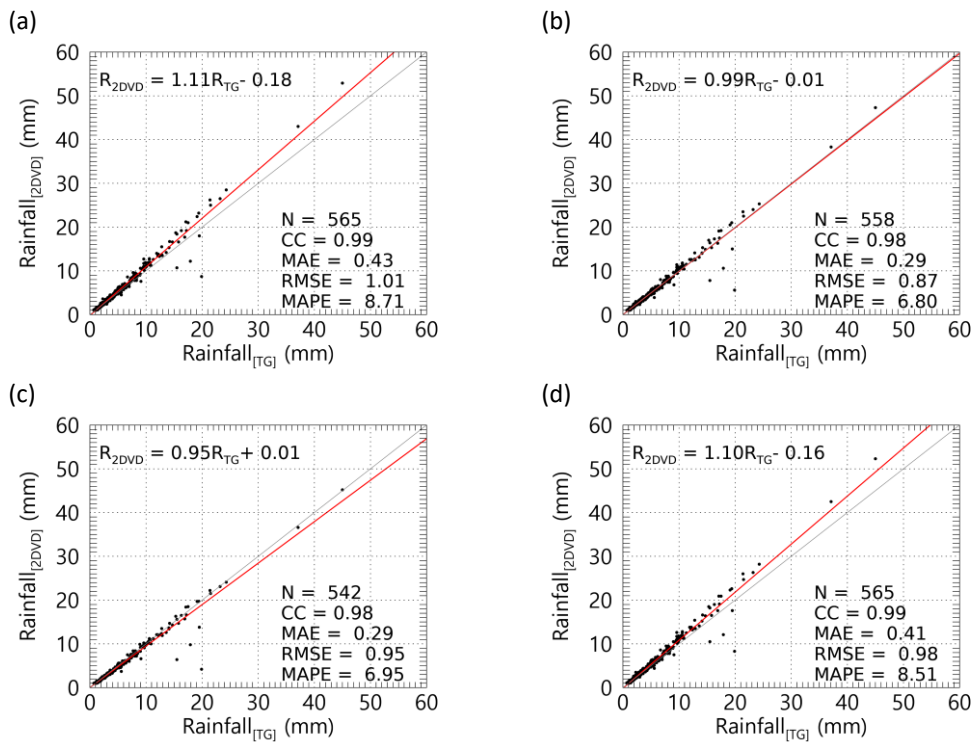 (a)
60
50
40
30
20
10
0
Rainfall[2DVD] (mm)
R2DVD = 1.11RTG - 0.18
N = 565
CC = 0.99
MAE = 0.43
RMSE = 1.01
MAPE = 8.71
0 10 20 30 40 50 60
Rainfall[TG] (mm)
(b)
60
50
40
30
20
10
0
Rainfall[2DVD] (mm)
R2DVD = 0.99RTG - 0.01
N = 558
CC = 0.98
MAE = 0.29
RMSE = 0.87
MAPE = 6.80
0 10 20 30 40 50 60
Rainfall[TG] (mm)
(c)
60
50
40
30
20
10
0
Rainfall[2DVD] (mm)
R2DVD = 0.95RTG + 0.01
N = 542
CC = 0.98
MAE = 0.29
RMSE = 0.95
MAPE = 6.95
0 10 20 30 40 50 60
Rainfall[TG] (mm)
(d)
60
50
40
30
20
10
0
Rainfall[2DVD] (mm)
R2DVD = 1.10RTG - 0.16
N = 565
CC = 0.99
MAE = 0.41
RMSE = 0.98
MAPE = 8.51
0 10 20 30 40 50 60
Rainfall[TG] (mm)